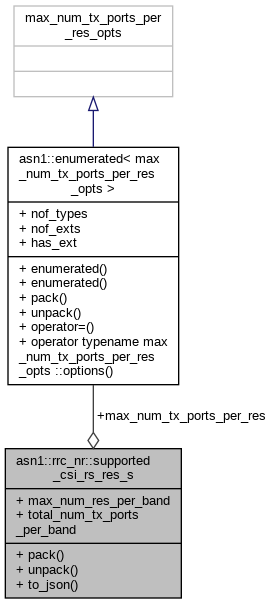 max_num_tx_ports_per
_res_opts
asn1::enumerated< max
_num_tx_ports_per_res
_opts >
+ nof_types
+ nof_exts
+ has_ext
+ enumerated()
+ enumerated()
+ pack()
+ unpack()
+ operator=()
+ operator typename max
_num_tx_ports_per_res
_opts ::options()
+max_num_tx_ports_per_res
asn1::rrc_nr::supported
_csi_rs_res_s
+ max_num_res_per_band
+ total_num_tx_ports
_per_band
+ pack()
+ unpack()
+ to_json()